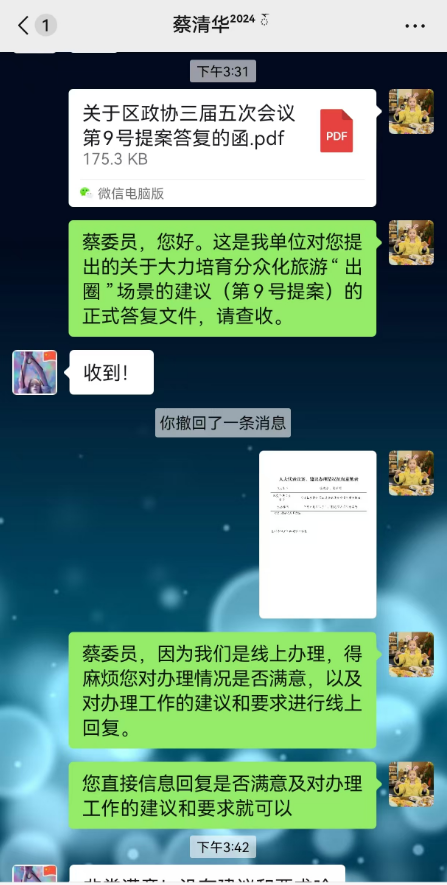 1
蔡清华²⁰²⁴
下午3:31
关于区政协三届五次会议
第9号提案答复的函.pdf
PDF
175.3 KB
微信电脑版
蔡委员，您好。这是我单位对您提
出的关于大力培育分众化旅游“出
圈”场景的建议（第9号提案）的
正式答复文件，请查收。
收到！
你撤回了一条消息
蔡委员，因为我们是线上办理，得
麻烦您对办理情况是否满意，以及
对办理工作的建议和要求进行线上
回复。
您直接信息回复是否满意及对办理
工作的建议和要求就可以
下午3:42